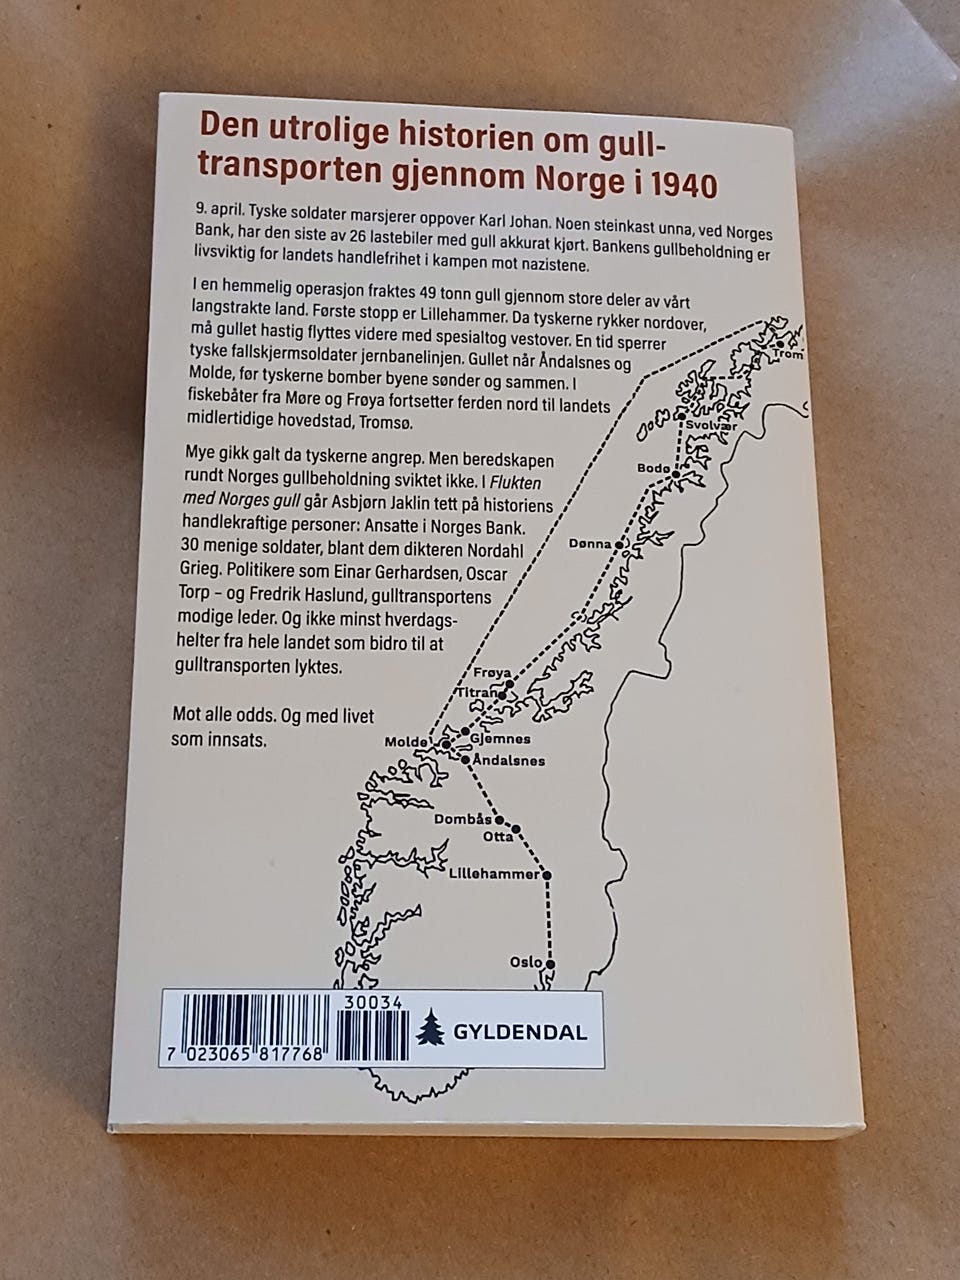 Den utrolige historien om gull-
transporten gjennom Norge i 1940
9. april. Tyske soldater marsjerer oppover Karl Johan. Noen steinkast unna, ved Norges
Bank, har den siste av 26 lastebiler med gull akkurat kjørt. Bankens gullbeholdning er
livsviktig for landets handlefrihet i kampen mot nazistene.
I en hemmelig operasjon fraktes 49 tonn gull gjennom store deler av vårt
langstrakte land. Første stopp er Lillehammer. Da tyskerne rykker nordover,
må gullet hastig flyttes videre med spesialtog vestover. En tid sperrer
tyske fallskjermsoldater jernbanelinjen. Gullet når Åndalsnes og
Molde, før tyskerne bomber byene sønder og sammen. I
fiskebåter fra Møre og Frøya fortsetter ferden nord til landets
midlertidige hovedstad, Tromsø.
Mye gikk galt da tyskerne angrep. Men beredskapen
rundt Norges gullbeholdning sviktet ikke. I Flukten
med Norges gull går Asbjørn Jaklin tett på historiens
handlekraftige personer: Ansatte i Norges Bank.
30 menige soldater, blant dem dikteren Nordahl
Grieg. Politikere som Einar Gerhardsen, Oscar
Torp – og Fredrik Haslund, gulltransportens
modige leder. Og ikke minst hverdags-
helter fra hele landet som bidro til at
gulltransporten lyktes.
Mot alle odds. Og med livet
som innsats.
Trom
Svolvær
Bodø
Dønna
Frøya
Titran
Gjemnes
Molde
Åndalsnes
Dombås
Otta
Lillehammer
Oslo
30034
7 023065 817768
GYLDENDAL